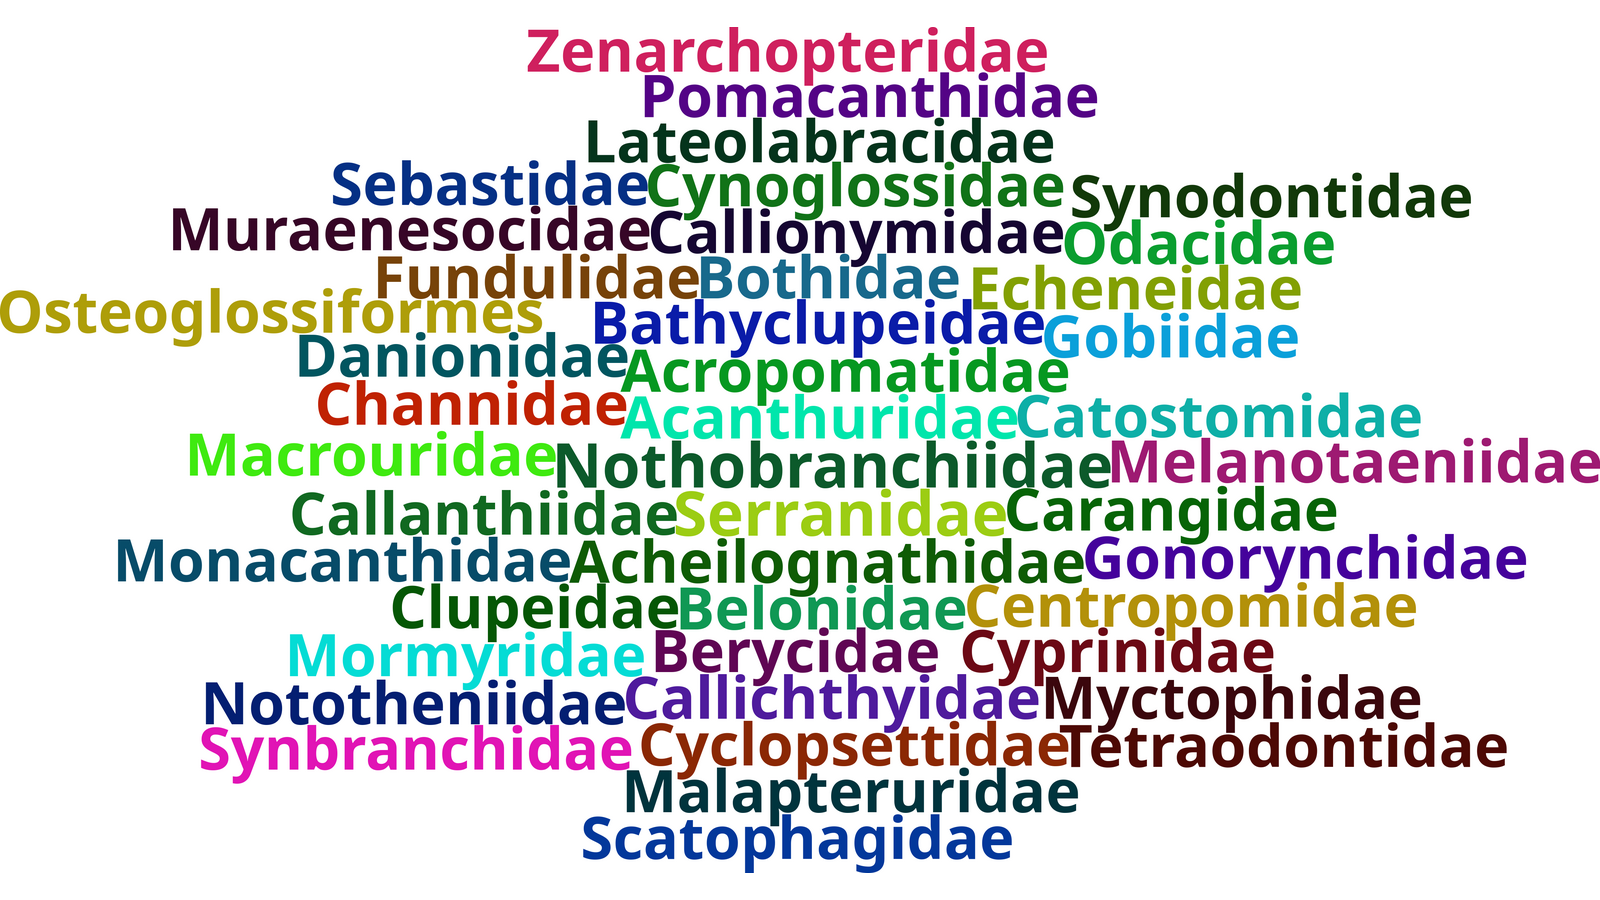 Zenarchopteridae
Pomacanthidae
Lateolabracidae
Sebastidae Cynoglossidae Synodontidae
Muraenesocidae Callionymidae Odacidae
Fundulidae Bothidae Echeneidae
Osteoglossiformes Bathyclupeidae Gobiidae
Danionidae Acropomatidae
Channidae Acanthuridae Catostomidae
Macrouridae Nothobranchiidae Melanotaeniidae
Callanthiidae Serranidae Carangidae
Monacanthidae Acheilognathidae Gonorynchidae
Clupeidae Belonidae Centropomidae
Mormyridae Berycidae Cyprinidae
Nototheniidae Callichthyidae Myctophidae
Synbranchidae Cyclopsettidae Tetraodontidae
Malapteruridae
Scatophagidae